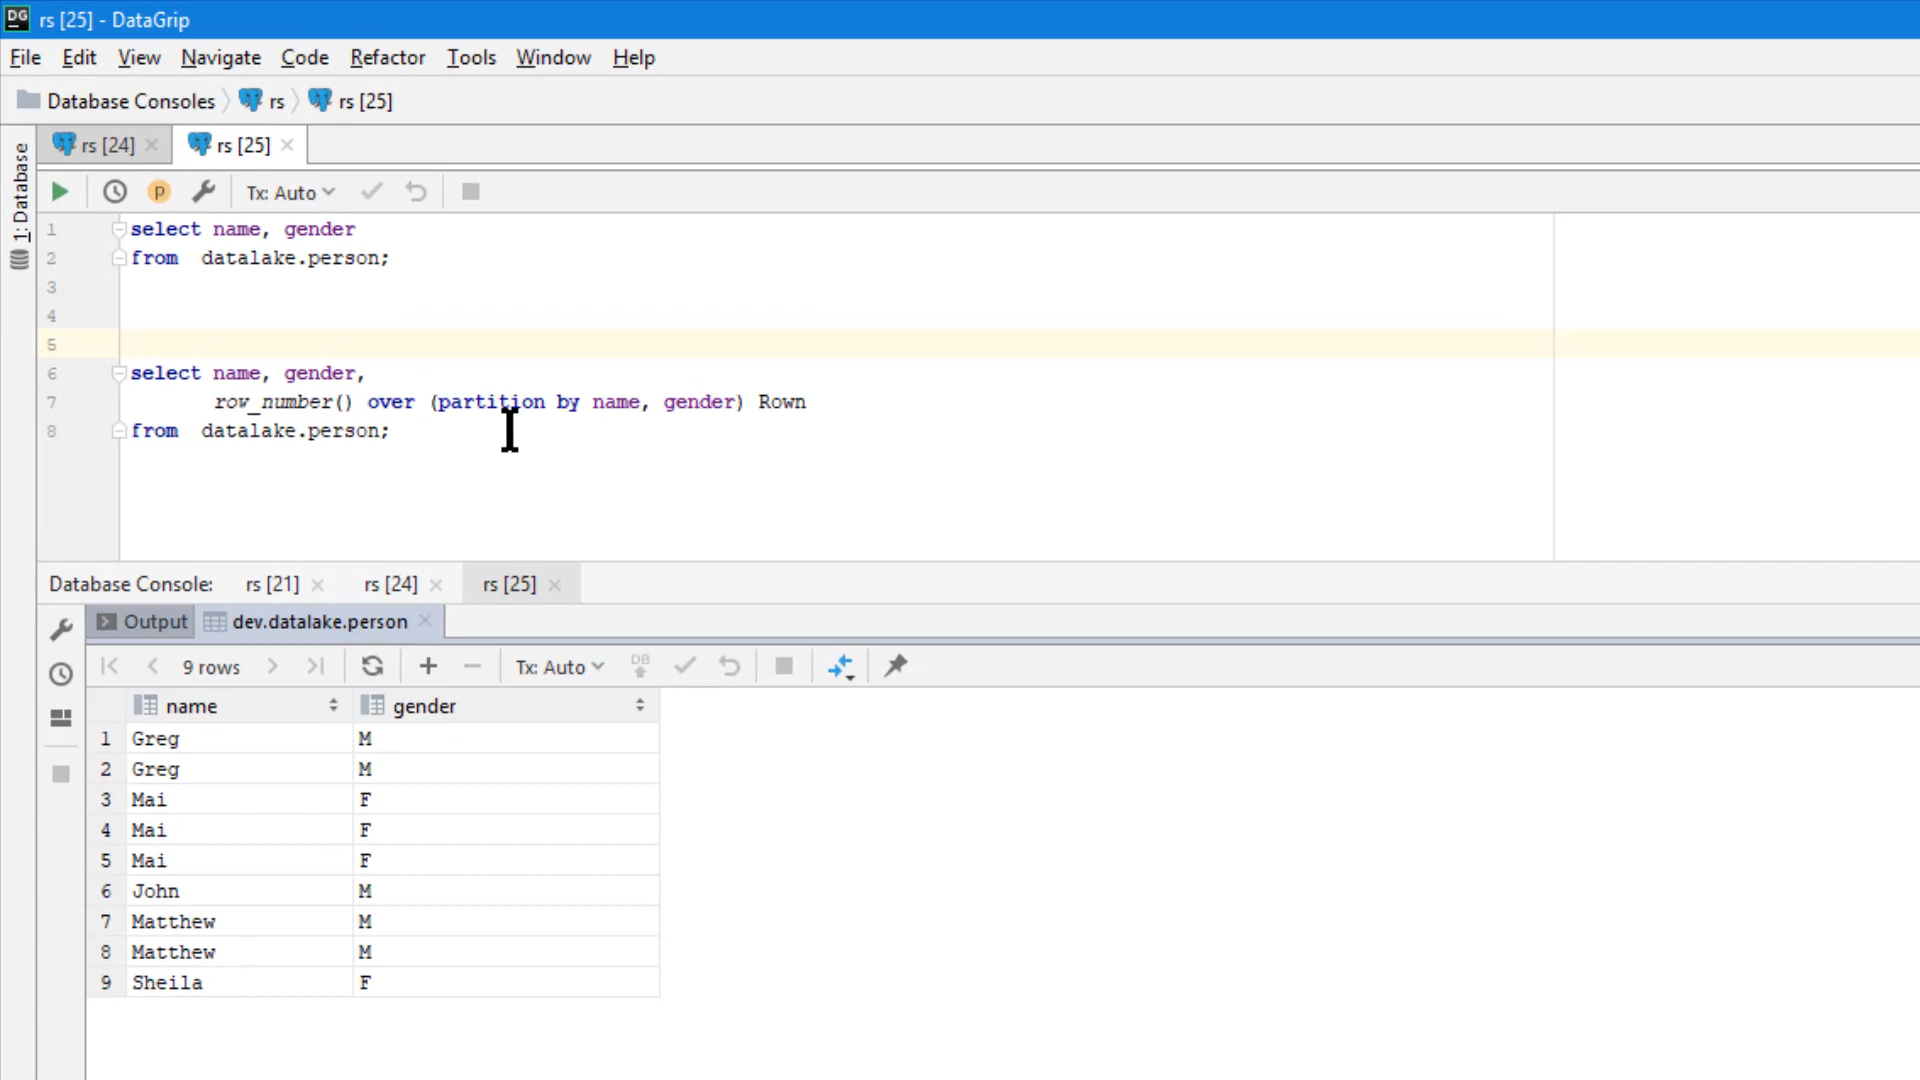 DG rs [25] - DataGrip
File Edit View Navigate Code Refactor Tools Window Help
Database Consoles rs rs [25]
rs [24] rs [25]
1: Database
p Tx: Auto
1 select name, gender
2 from  datalake.person;
3
4
5
6 select name, gender,
7 row_number() over (partition by name, gender) Rown
8 from  datalake.person;
Database Console: rs [21] rs [24] rs [25]
Output dev.datalake.person
9 rows Tx: Auto DB
name gender
1 Greg M
2 Greg M
3 Mai F
4 Mai F
5 Mai F
6 John M
7 Matthew M
8 Matthew M
9 Sheila F